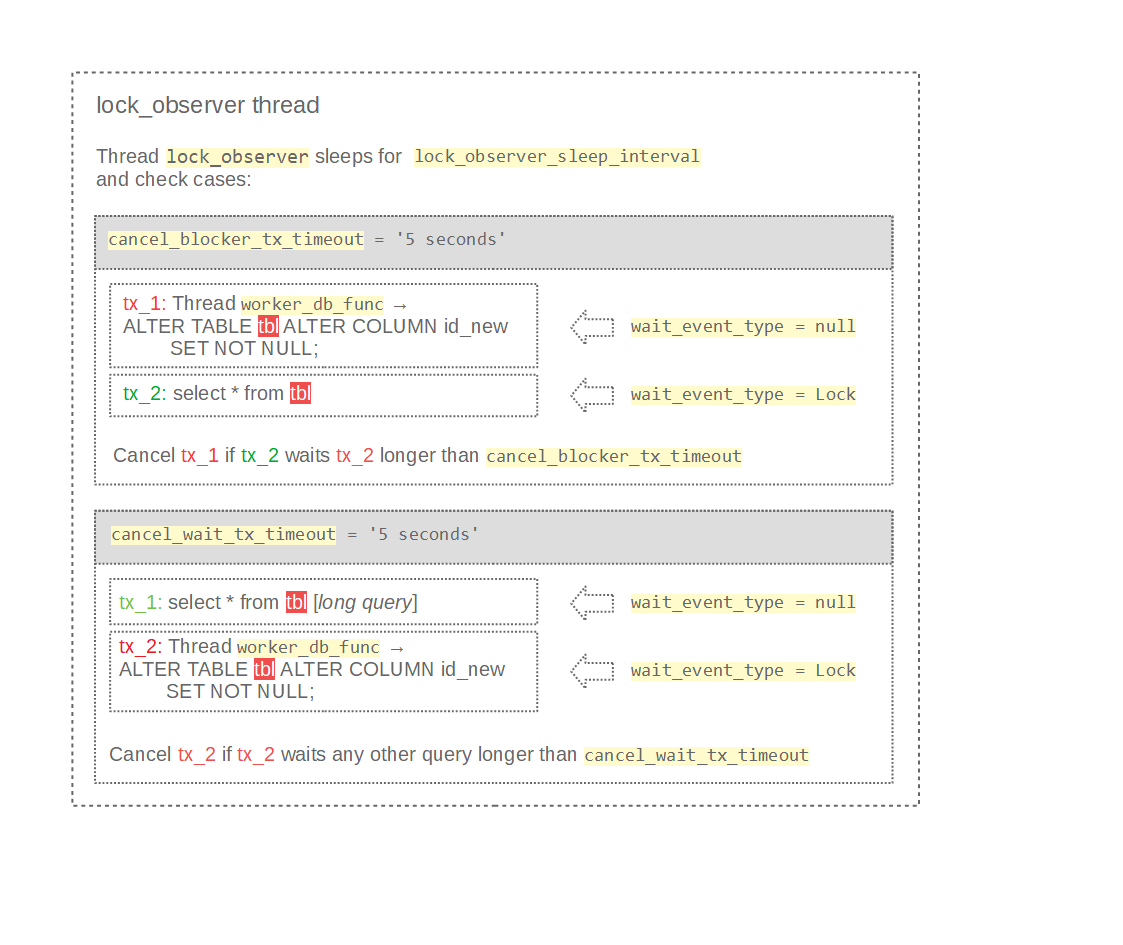 lock_observer thread
Thread lock_observer sleeps for lock_observer_sleep_interval
and check cases:
cancel_blocker_tx_timeout = '5 seconds'
tx_1: Thread worker_db_func →
ALTER TABLE tbl ALTER COLUMN id_new
SET NOT NULL;
wait_event_type = null
tx_2: select * from tbl
wait_event_type = Lock
Cancel tx_1 if tx_2 waits tx_2 longer than cancel_blocker_tx_timeout
cancel_wait_tx_timeout = '5 seconds'
tx_1: select * from tbl [long query]
wait_event_type = null
tx_2: Thread worker_db_func →
ALTER TABLE tbl ALTER COLUMN id_new
SET NOT NULL;
wait_event_type = Lock
Cancel tx_2 if tx_2 waits any other query longer than cancel_wait_tx_timeout